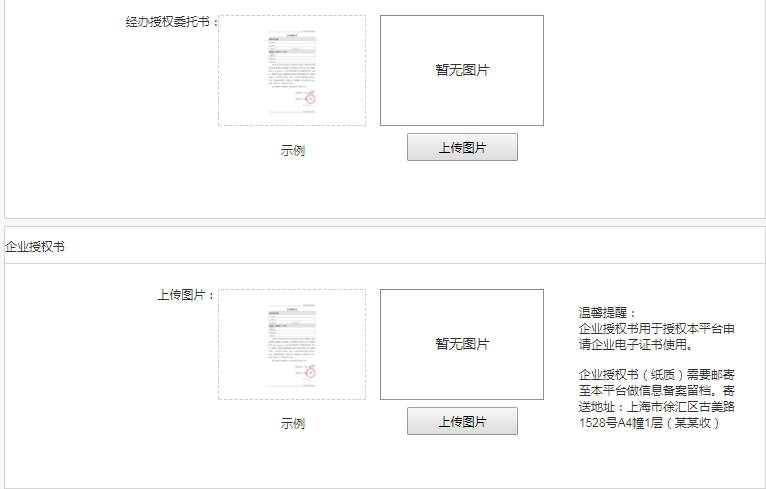 经办授权委托书：
暂无图片
示例
上传图片
企业授权书
上传图片：
暂无图片
示例
上传图片
温馨提醒：
企业授权书用于授权本平台申
请企业电子证书使用。
企业授权书（纸质）需要邮寄
至本平台做信息备案留档。寄
送地址：上海市徐汇区古美路
1528号A4幢1层（某某收）